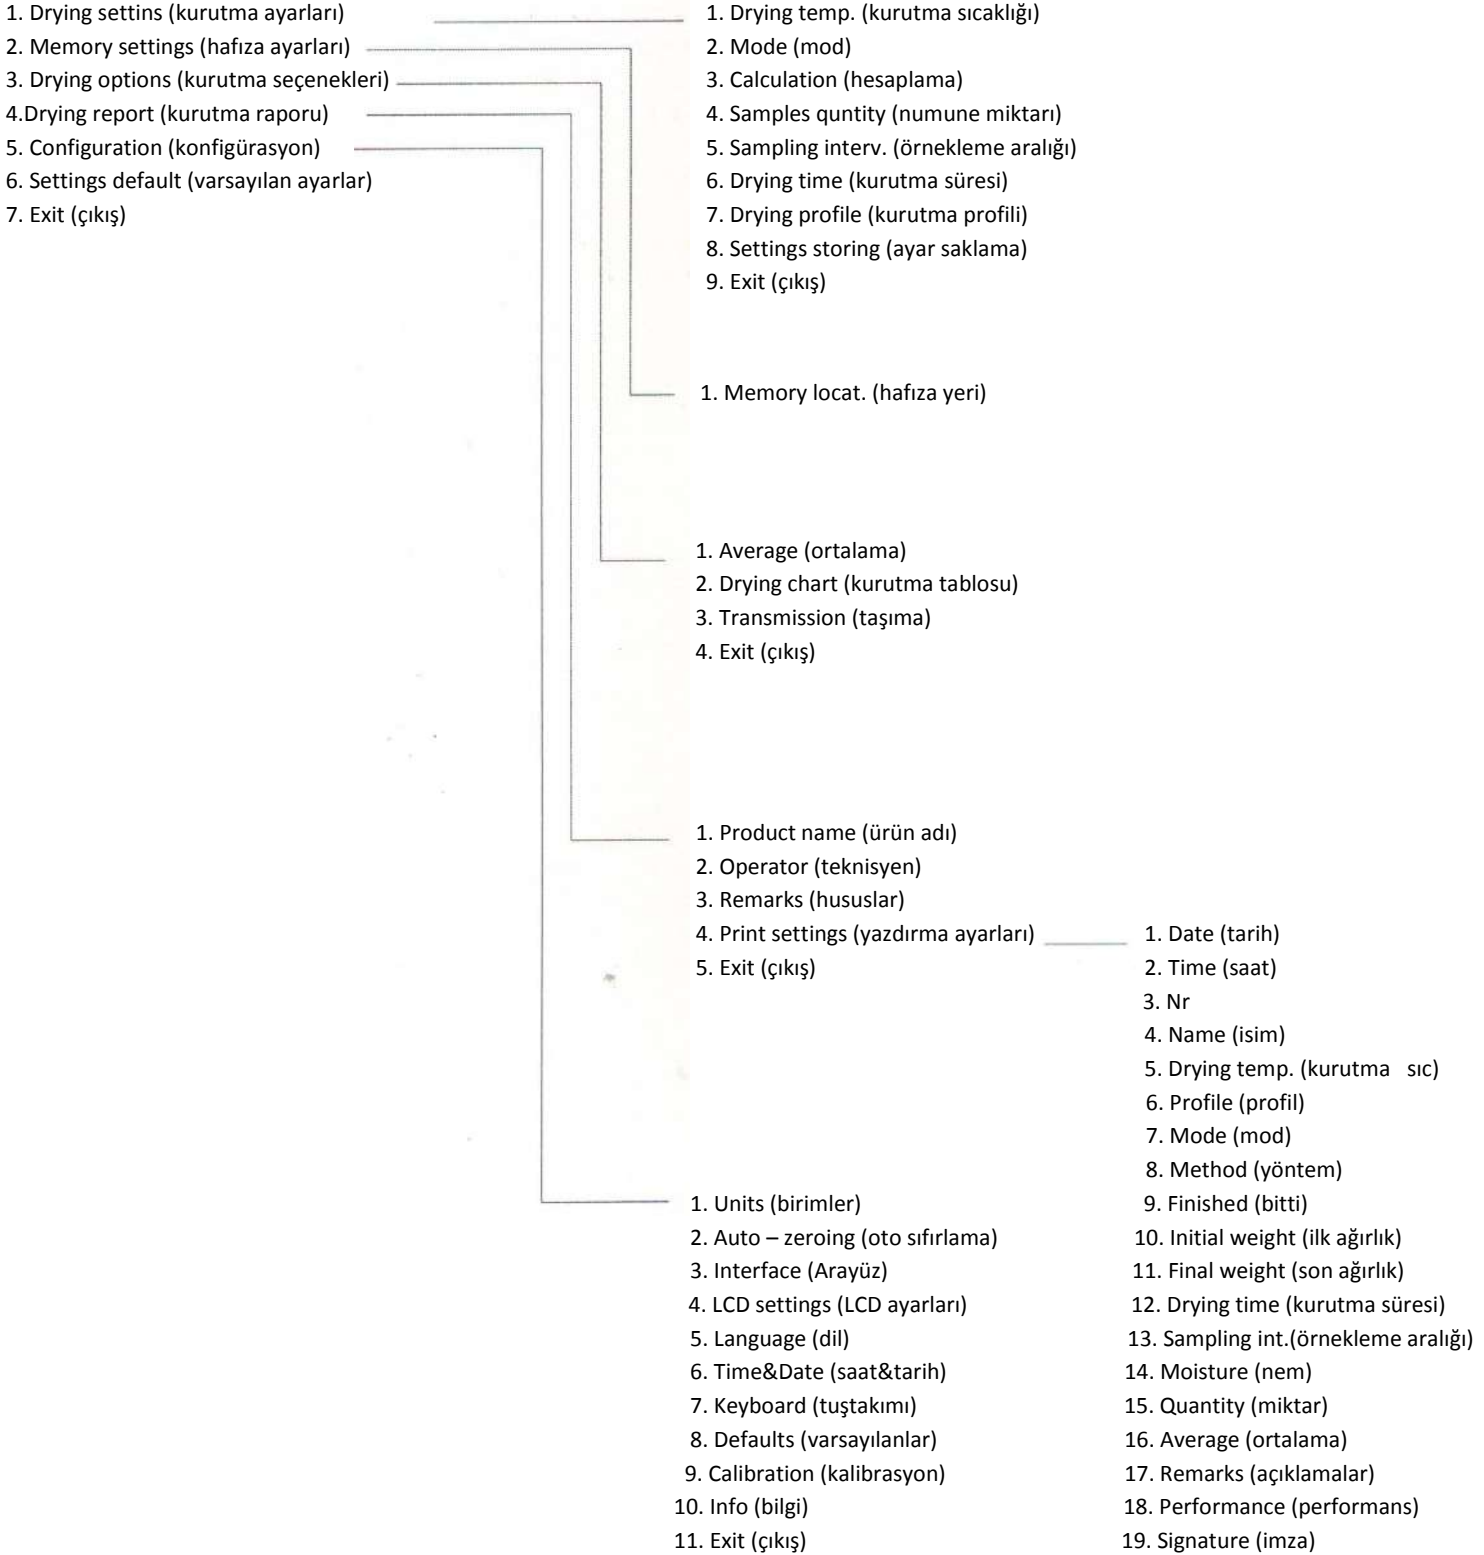 1. Drying settins (kurutma ayarları)
2. Memory settings (hafıza ayarları)
3. Drying options (kurutma seçenekleri)
4.Drying report (kurutma raporu)
5. Configuration (konfigürasyon)
6. Settings default (varsayılan ayarlar)
7. Exit (çıkış)
1. Drying temp. (kurutma sıcaklığı)
2. Mode (mod)
3. Calculation (hesaplama)
4. Samples quntity (numune miktarı)
5. Sampling interv. (örnekleme aralığı)
6. Drying time (kurutma süresi)
7. Drying profile (kurutma profili)
8. Settings storing (ayar saklama)
9. Exit (çıkış)
1. Memory locat. (hafıza yeri)
1. Average (ortalama)
2. Drying chart (kurutma tablosu)
3. Transmission (taşıma)
4. Exit (çıkış)
1. Product name (ürün adı)
2. Operator (teknisyen)
3. Remarks (hususlar)
4. Print settings (yazdırma ayarları)
5. Exit (çıkış)
1. Date (tarih)
2. Time (saat)
3. Nr
4. Name (isim)
5. Drying temp. (kurutma sıc)
6. Profile (profil)
7. Mode (mod)
8. Method (yöntem)
9. Finished (bitti)
10. Initial weight (ilk ağırlık)
11. Final weight (son ağırlık)
12. Drying time (kurutma süresi)
13. Sampling int.(örnekleme aralığı)
14. Moisture (nem)
15. Quantity (miktar)
16. Average (ortalama)
17. Remarks (açıklamalar)
18. Performance (performans)
19. Signature (imza)
1. Units (birimler)
2. Auto – zeroing (oto sıfırlama)
3. Interface (Arayüz)
4. LCD settings (LCD ayarları)
5. Language (dil)
6. Time&Date (saat&tarih)
7. Keyboard (tuştakımı)
8. Defaults (varsayılanlar)
9. Calibration (kalibrasyon)
10. Info (bilgi)
11. Exit (çıkış)